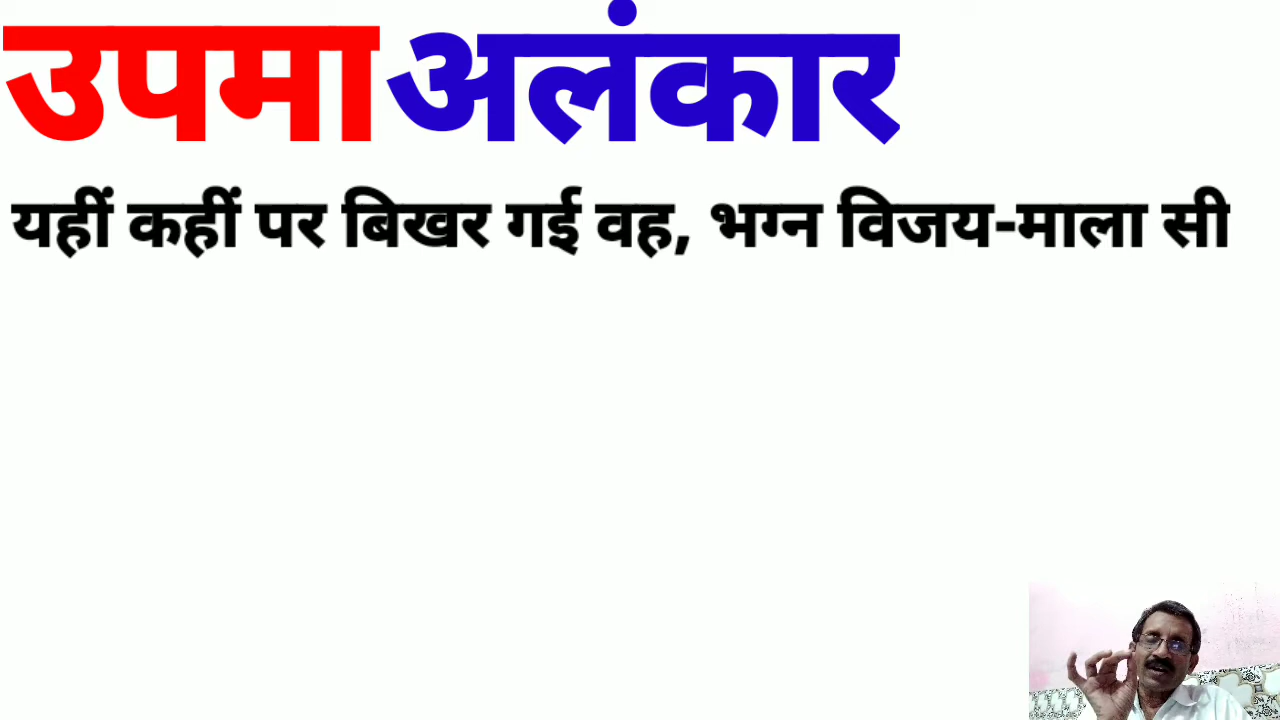 उपमा अलंकार
यहीं कहीं पर बिखर गई वह, भग्न विजय-माला सी